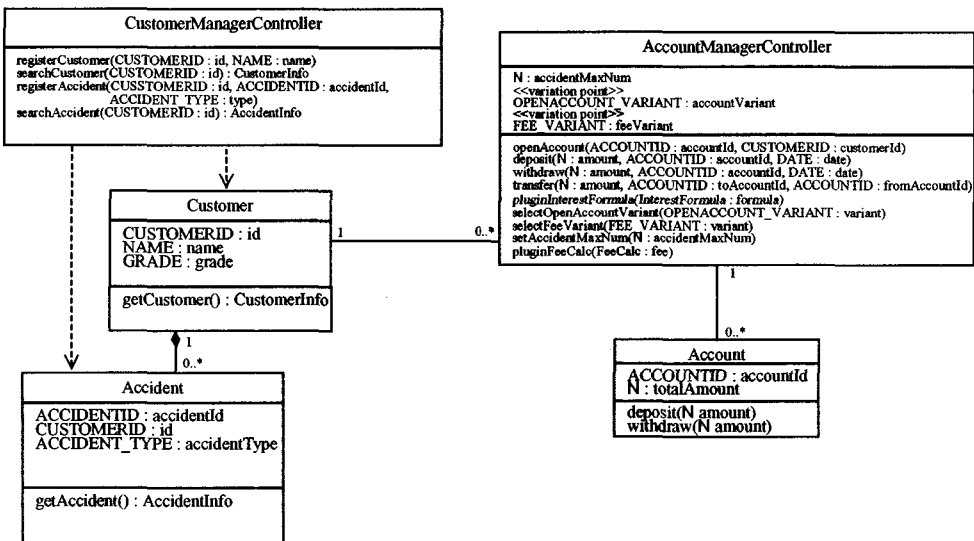 CustomerManagerController
registerCustomer(CUSTOMERID : id, NAME : name)
searchCustomer(CUSTOMERID : id) : CustomerInfo
registerAccident(CUSSTOMERID : id, ACCIDENTID : accidentId,
ACCIDENT_TYPE : type)
searchAccident(CUSTOMERID : id) : AccidentInfo
AccountManagerController
N : accidentMaxNum
<<variation point>>
OPENACCOUNT_VARIANT : accountVariant
<<variation point>>
FEE_VARIANT : feeVariant
openAccount(ACCOUNTID : accountId, CUSTOMERID : customerId)
deposit(N : amount, ACCOUNTID : accountId, DATE : date)
withdraw(N : amount, ACCOUNTID : accountId, DATE : date)
transfer(N : amount, ACCOUNTID : toAccountId, ACCOUNTID : fromAccountId)
pluginInterestFormula(InterestFormula : formula)
selectOpenAccountVariant(OPENACCOUNT_VARIANT : variant)
selectFeeVariant(FEE_VARIANT : variant)
setAccidentMaxNum(N : accidentMaxNum)
pluginFeeCalc(FeeCalc : fee)
Customer
CUSTOMERID : id
NAME : name
GRADE : grade
getCustomer() : CustomerInfo
1
0..*
1
0..*
1
0..*
Accident
ACCIDENTID : accidentId
CUSTOMERID : id
ACCIDENT_TYPE : accidentType
getAccident() : AccidentInfo
Account
ACCOUNTID : accountId
N : totalAmount
deposit(N amount)
withdraw(N amount)